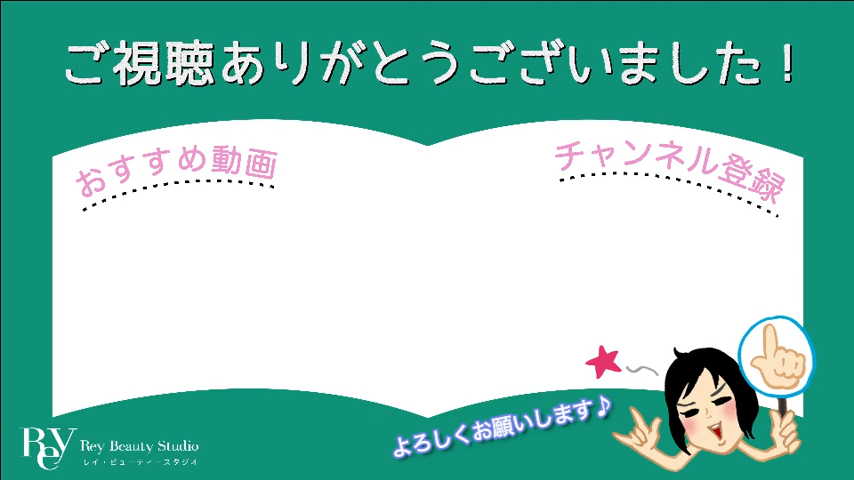 ご視聴ありがとうございました！
おすすめ動画
チャンネル登録
よろしくお願いします♪
Rey
Rey Beauty Studio
レイ・ビューティースタジオ